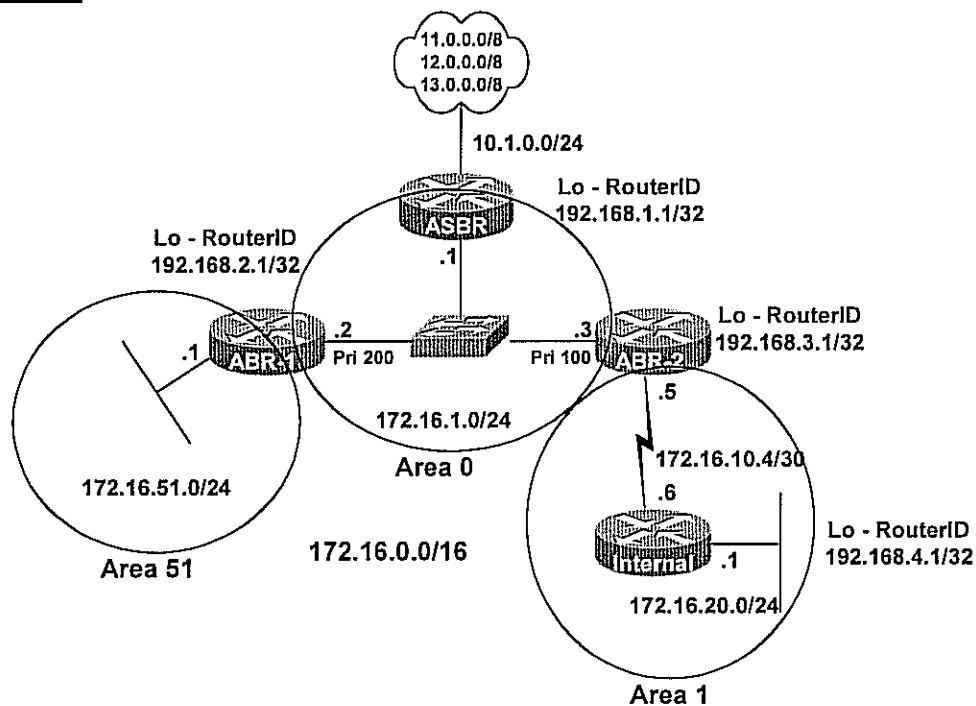 11.0.0.0/8
12.0.0.0/8
13.0.0.0/8
10.1.0.0/24
Lo - RouterID
192.168.1.1/32
ASBR
.1
Lo - RouterID
192.168.2.1/32
Lo - RouterID
192.168.3.1/32
.1
ABR-1
.2
Pri 200
.3
Pri 100
ABR-2
.5
172.16.1.0/24
Area 0
172.16.10.4/30
.6
172.16.51.0/24
Area 51
172.16.0.0/16
Internal
.1
Lo - RouterID
192.168.4.1/32
172.16.20.0/24
Area 1